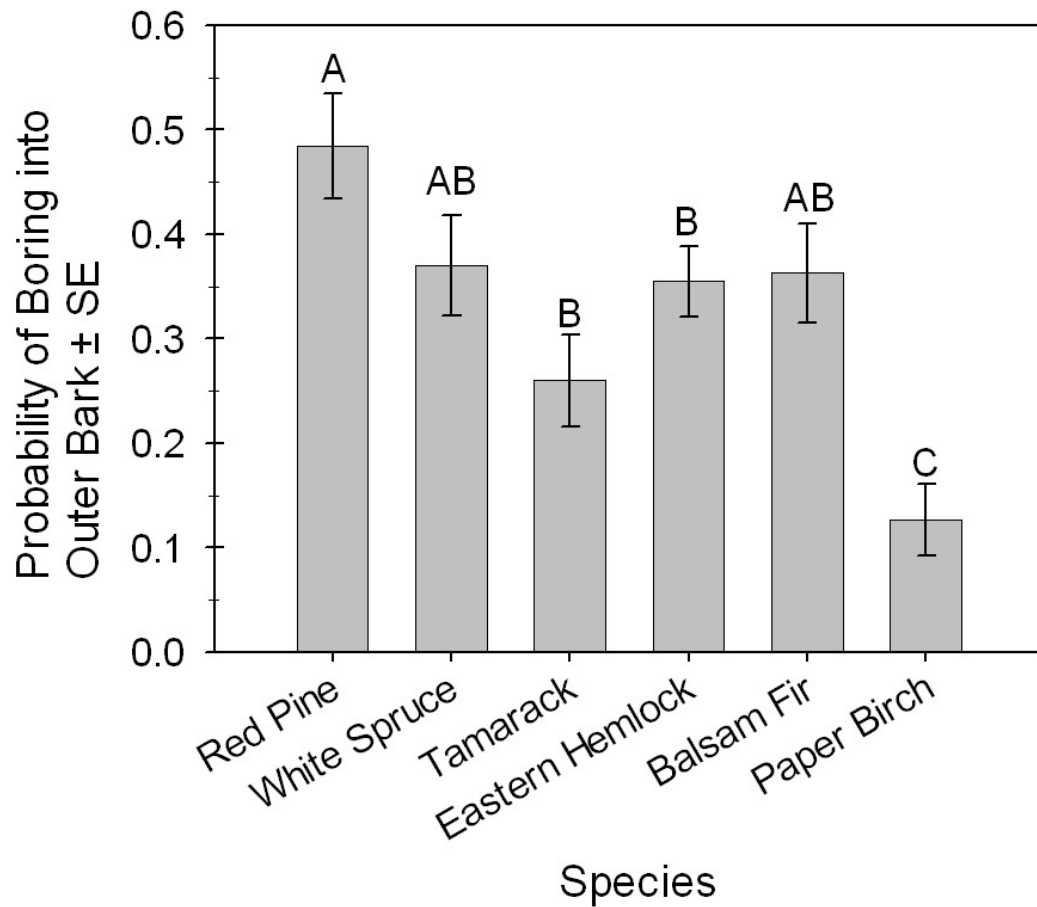 Probability of Boring into
Outer Bark ± SE
0.6
0.5
0.4
0.3
0.2
0.1
0.0
A
AB
B
B
AB
C
Red Pine
White Spruce
Tamarack
Eastern Hemlock
Balsam Fir
Paper Birch
Species